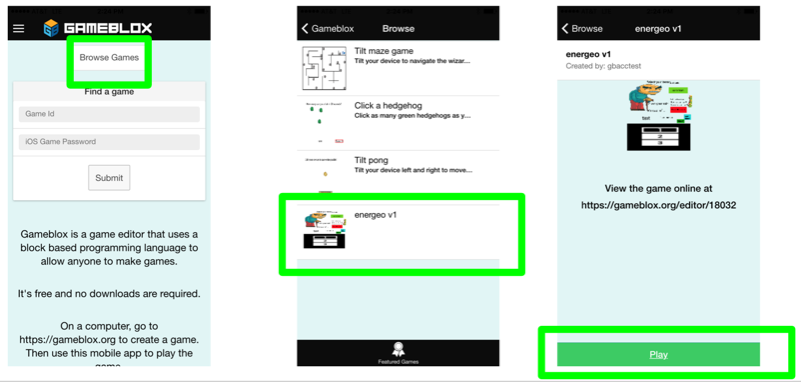 GAMEBLOX
Browse Games
Find a game
Game Id
iOS Game Password
Submit
Gameblox is a game editor that uses a
block based programming language to
allow anyone to make games.
It's free and no downloads are required.
On a computer, go to
https://gameblox.org to create a game.
Then use this mobile app to play the
game
Gameblox
Browse
Tilt maze game
Tilt your device to navigate the wizar...
Click a hedgehog
Click as many green hedgehogs as y...
Tilt pong
Tilt your device left and right to move...
energeo v1
Featured Games
Browse
energeo v1
energeo v1
Created by: gbacctest
View the game online at
https://gameblox.org/editor/18032
Play